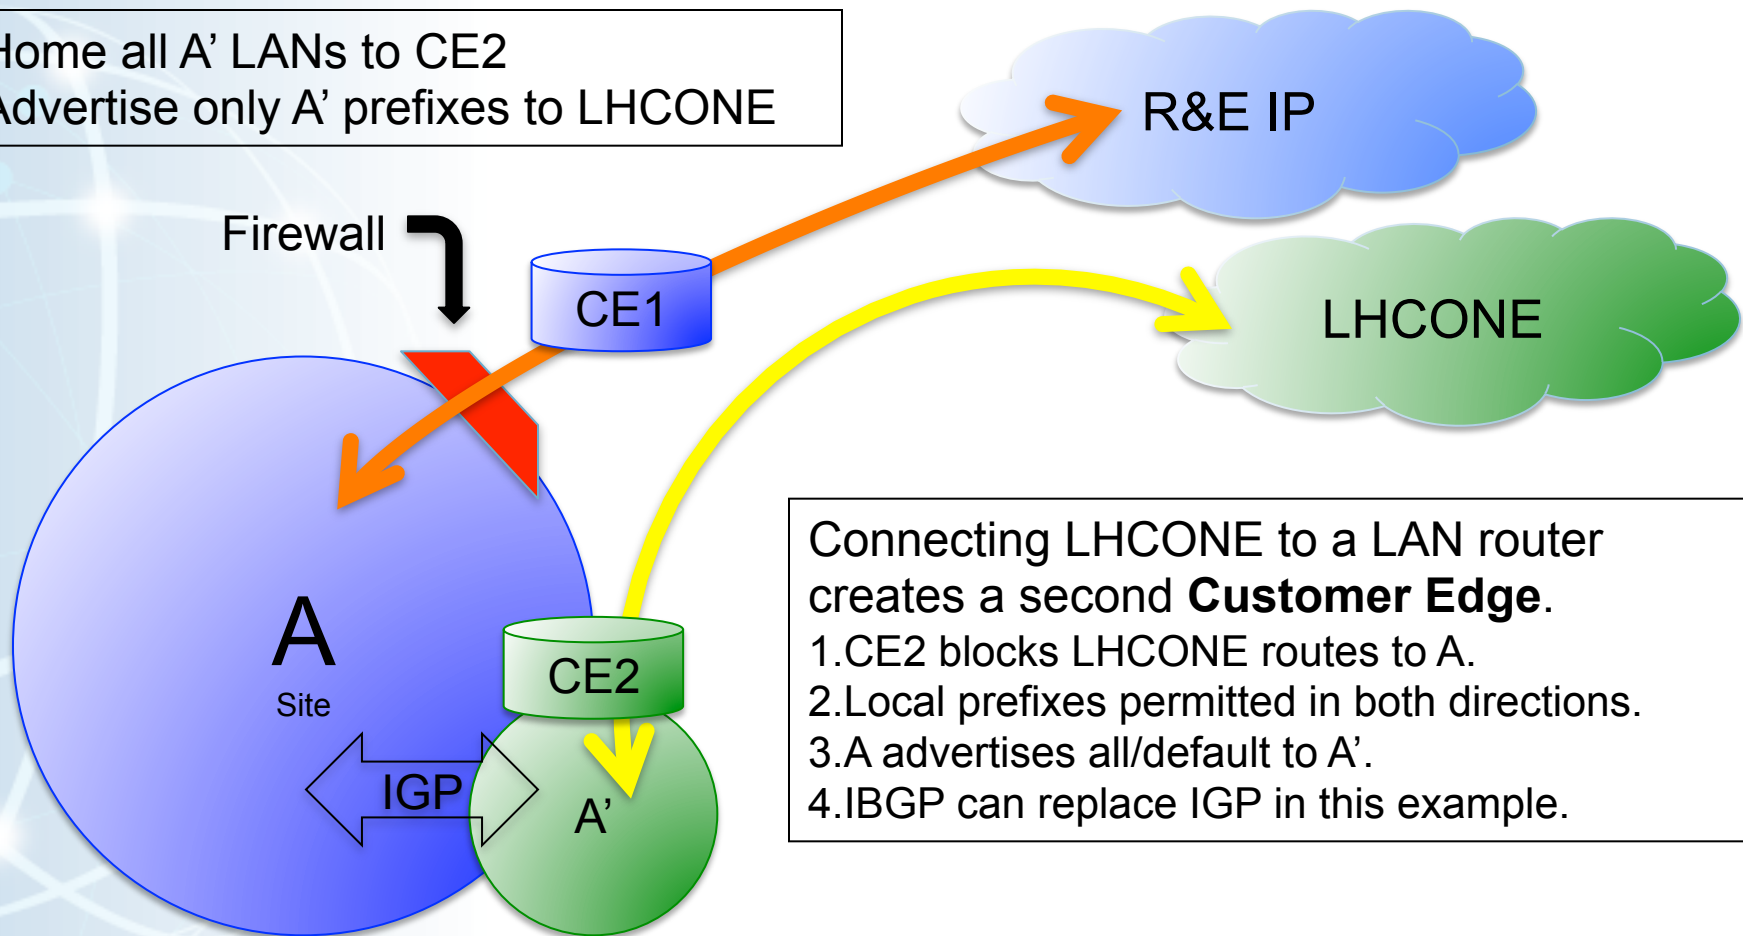 Home all A’ LANs to CE2
Advertise only A’ prefixes to LHCONE
R&E IP
Firewall
CE1
LHCONE
Connecting LHCONE to a LAN router
creates a second Customer Edge.
1.CE2 blocks LHCONE routes to A.
2.Local prefixes permitted in both directions.
3.A advertises all/default to A’.
4.IBGP can replace IGP in this example.
A
Site
CE2
IGP
A’